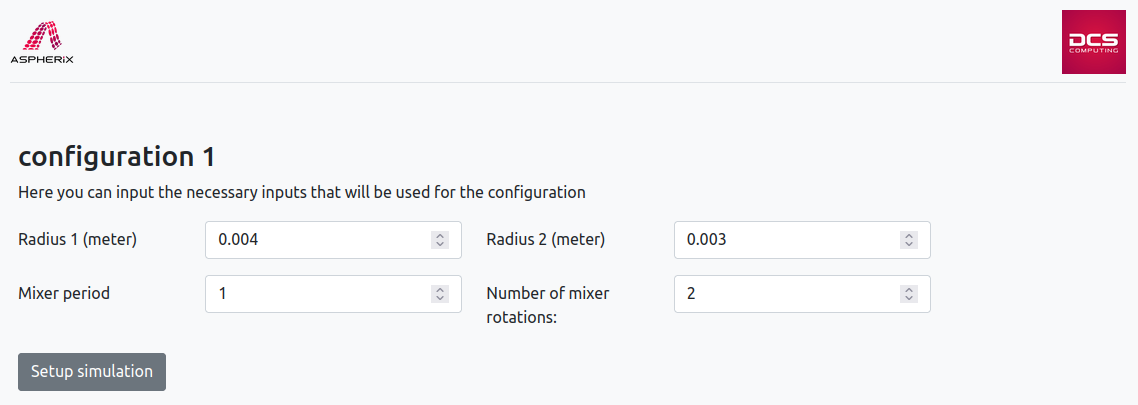 ASPHERIX
DCS
COMPUTING
configuration 1
Here you can input the necessary inputs that will be used for the configuration
Radius 1 (meter) 0.004 Radius 2 (meter) 0.003
Mixer period 1 Number of mixer 2
rotations:
Setup simulation